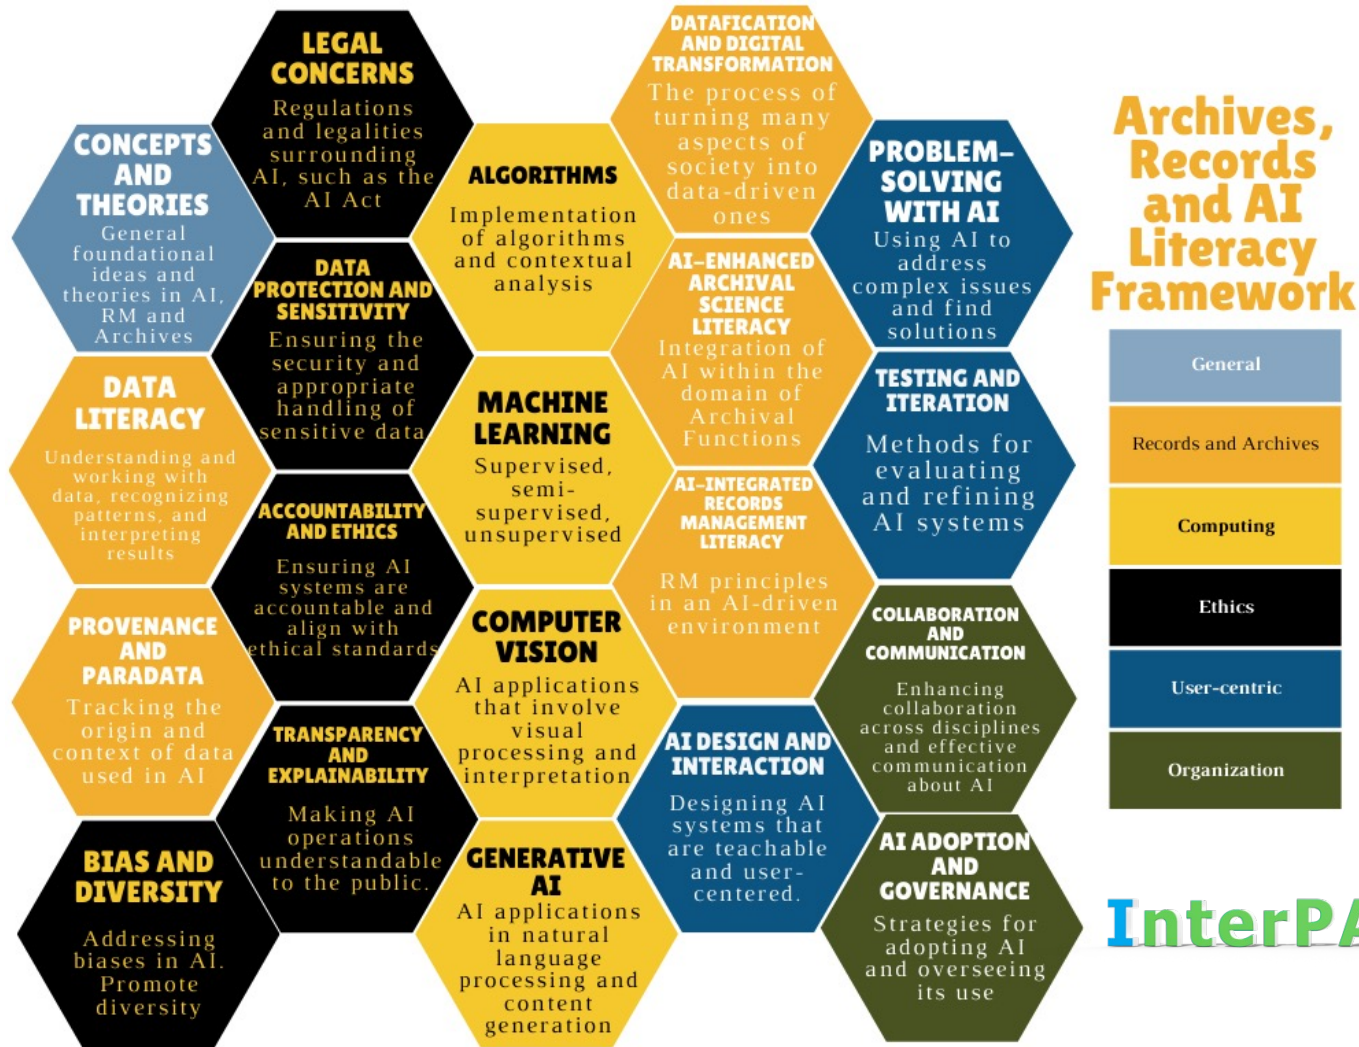 CONCEPTS
AND
THEORIES
General
foundational
ideas and
theories in AI,
RM and
Archives
DATA
LITERACY
Understanding and
working with
data, recognizing
patterns, and
interpreting
results
PROVENANCE
AND
PARADATA
Tracking the
origin and
context of data
used in AI
BIAS AND
DIVERSITY
Addressing
biases in AI.
Promote
diversity
LEGAL
CONCERNS
Regulations
and legalities
surrounding
AI, such as the
AI Act
DATA
PROTECTION AND
SENSITIVITY
Ensuring the
security and
appropriate
handling of
sensitive data
ACCOUNTABILITY
AND ETHICS
Ensuring AI
systems are
accountable and
align with
ethical standards
TRANSPARENCY
AND
EXPLAINABILITY
Making AI
operations
understandable
to the public.
ALGORITHMS
Implementation
of algorithms
and contextual
analysis
MACHINE
LEARNING
Supervised,
semi-
supervised,
unsupervised
COMPUTER
VISION
AI applications
that involve
visual
processing and
interpretation
GENERATIVE
AI
AI applications
in natural
language
processing and
content
generation
DATAFICATION
AND DIGITAL
TRANSFORMATION
The process of
turning many
aspects of
society into
data-driven
ones
AI-ENHANCED
ARCHIVAL
SCIENCE
LITERACY
Integration of
AI within the
domain of
Archival
Functions
AI-INTEGRATED
RECORDS
MANAGEMENT
LITERACY
RM principles
in an AI-driven
environment
AI DESIGN AND
INTERACTION
Designing AI
systems that
are teachable
and user-
centered.
PROBLEM-
SOLVING
WITH AI
Using AI to
address
complex issues
and find
solutions
TESTING AND
ITERATION
Methods for
evaluating
and refining
AI systems
COLLABORATION
AND
COMMUNICATION
Enhancing
collaboration
across disciplines
and effective
communication
about AI
AI ADOPTION
AND
GOVERNANCE
Strategies for
adopting AI
and overseeing
its use
Archives,
Records
and AI
Literacy
Framework
General
Records and Archives
Computing
Ethics
User-centric
Organization
InterPA